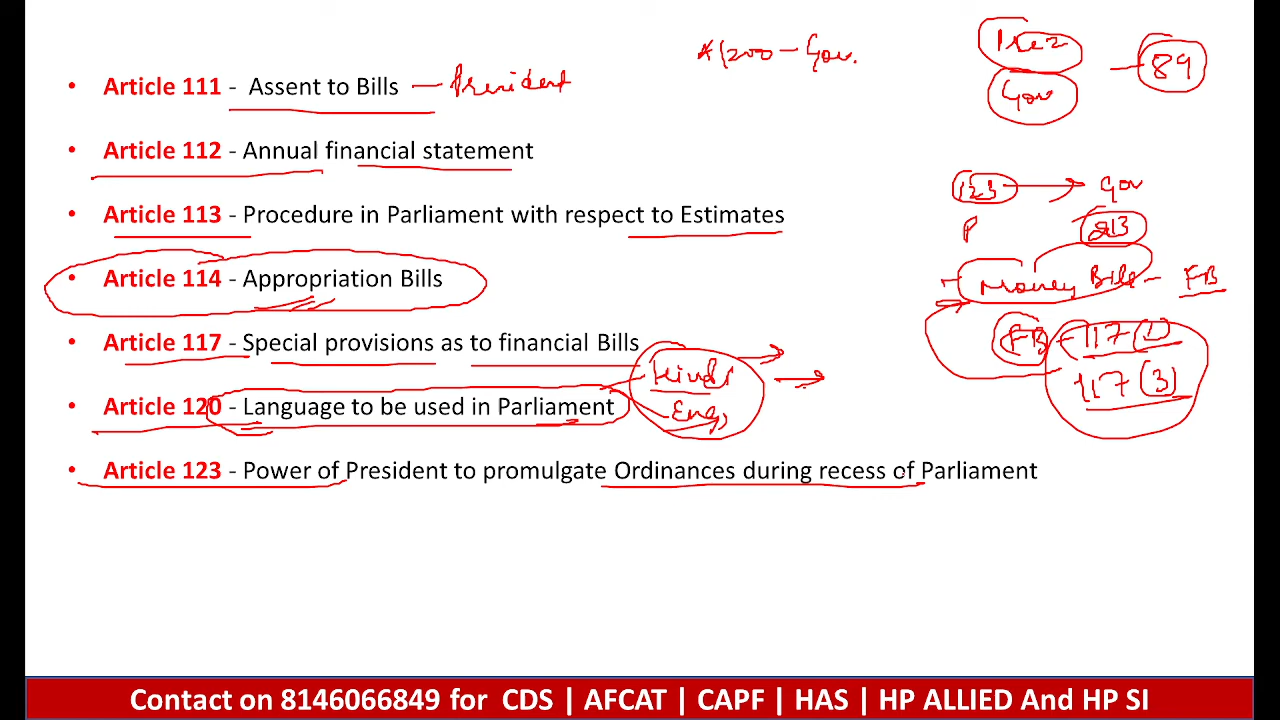 A/200 - Gov.
Pre2
Gov
- 89
• Article 111 - Assent to Bills — President
• Article 112 - Annual financial statement
123 → Gov
• Article 113 - Procedure in Parliament with respect to Estimates
P 213
• Article 114 - Appropriation Bills
- Money Bills - FB
• Article 117 - Special provisions as to financial Bills
FB - 117(1)
117(3)
Hindi
• Article 120 - Language to be used in Parliament
Eng,
• Article 123 - Power of President to promulgate Ordinances during recess of Parliament
Contact on 8146066849 for CDS | AFCAT | CAPF | HAS | HP ALLIED And HP SI